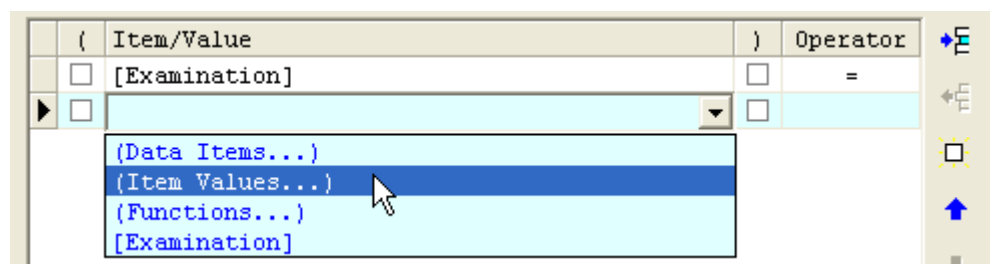 ( Item/Value ) Operator
[Examination] =
(Data Items...)
(Item Values...)
(Functions...)
[Examination]